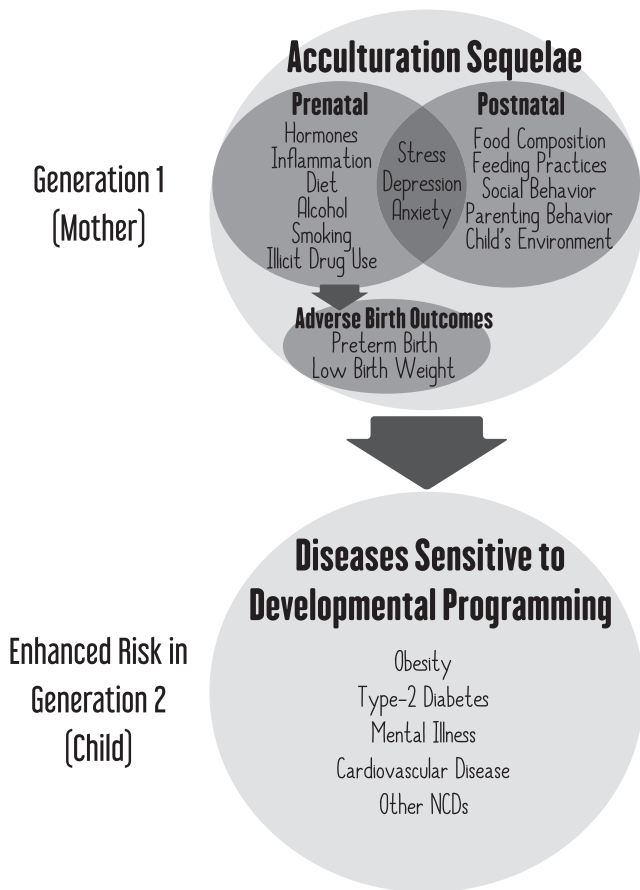 Acculturation Sequelae
Generation 1
(Mother)
Prenatal
Hormones
Inflammation
Diet
Alcohol
Smoking
Illicit Drug Use
Stress
Depression
Anxiety
Postnatal
Food Composition
Feeding Practices
Social Behavior
Parenting Behavior
Child's Environment
Adverse Birth Outcomes
Preterm Birth
Low Birth Weight
Enhanced Risk in
Generation 2
(Child)
Diseases Sensitive to
Developmental Programming
Obesity
Type-2 Diabetes
Mental Illness
Cardiovascular Disease
Other NCDs